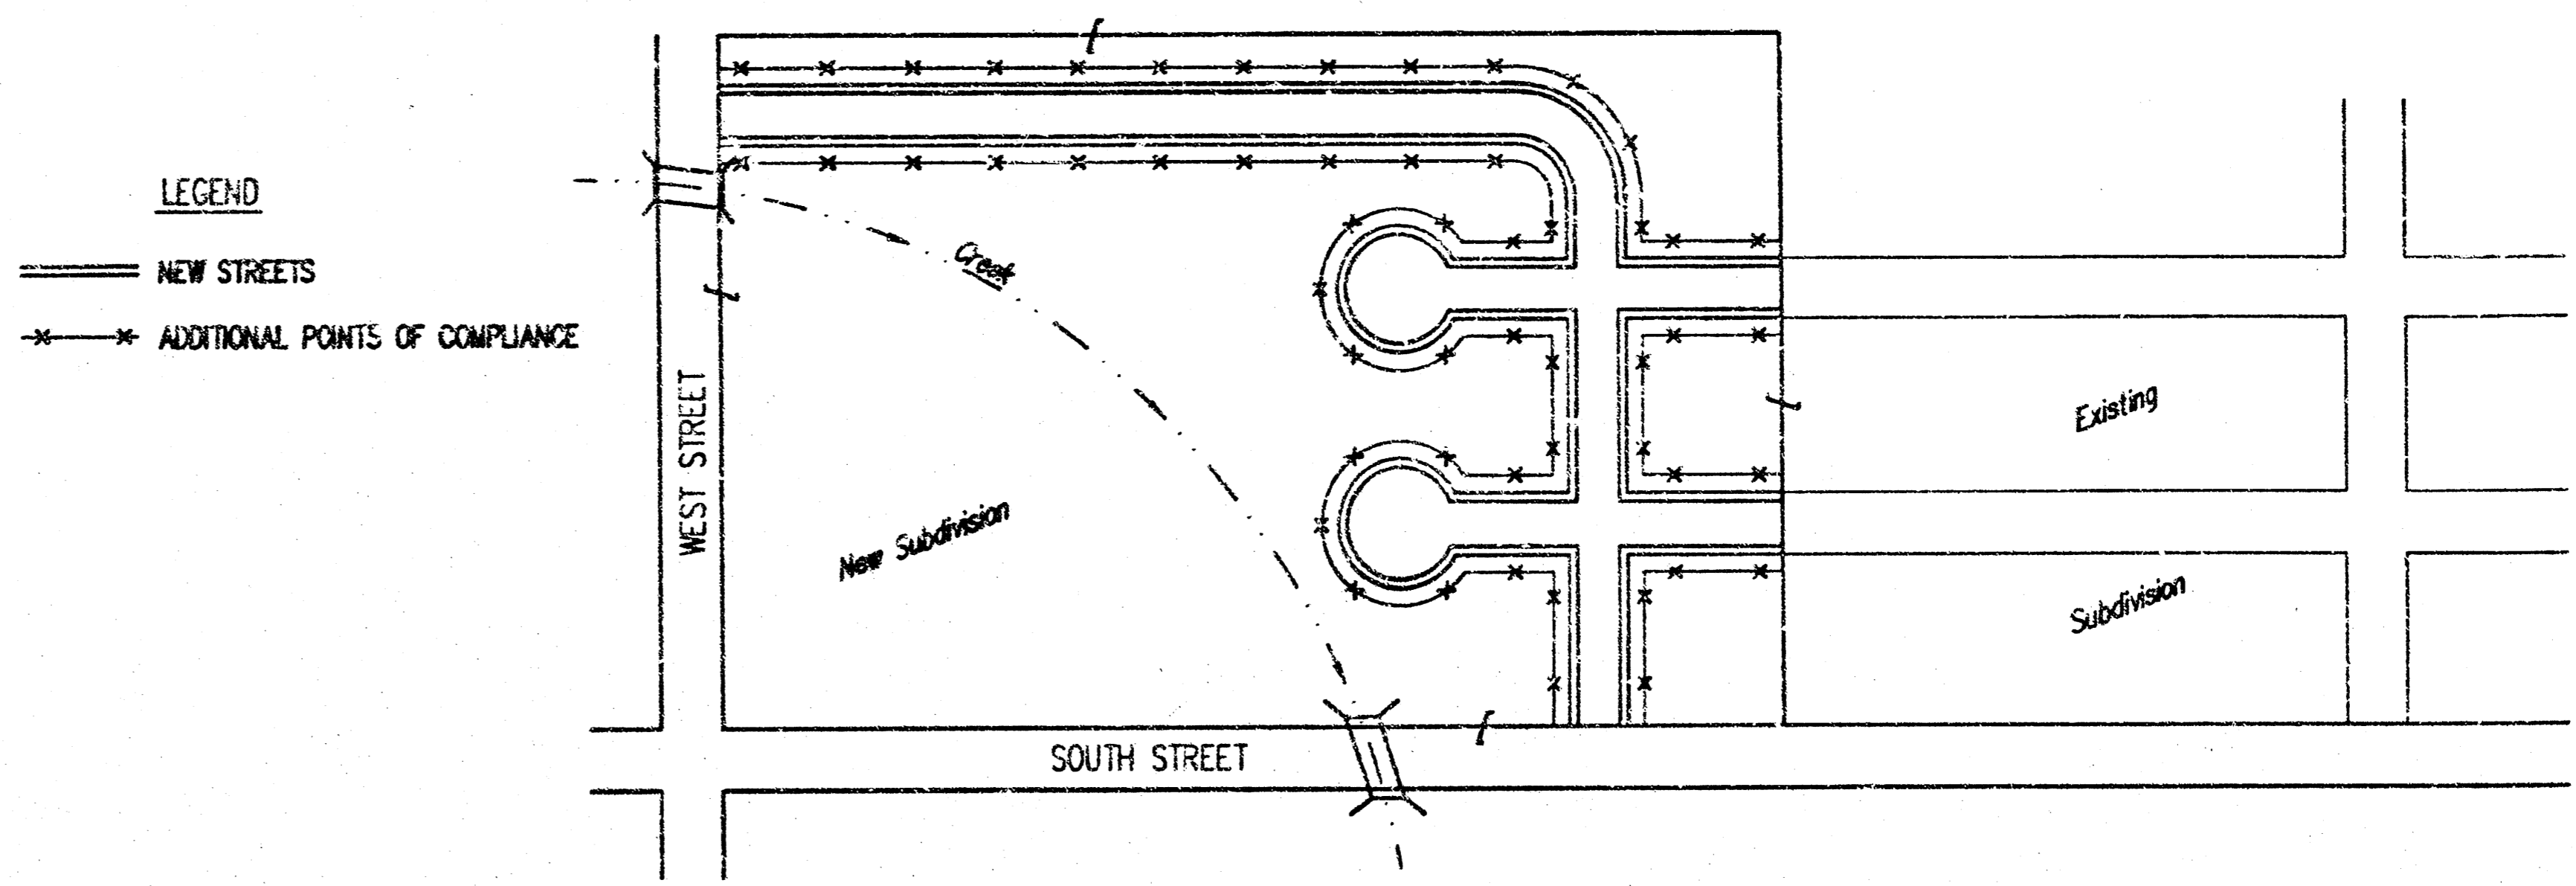 LEGEND
NEW STREETS
ADDITIONAL POINTS OF COMPLIANCE
WEST STREET
Creek
New Subdivision
SOUTH STREET
Existing
Subdivision